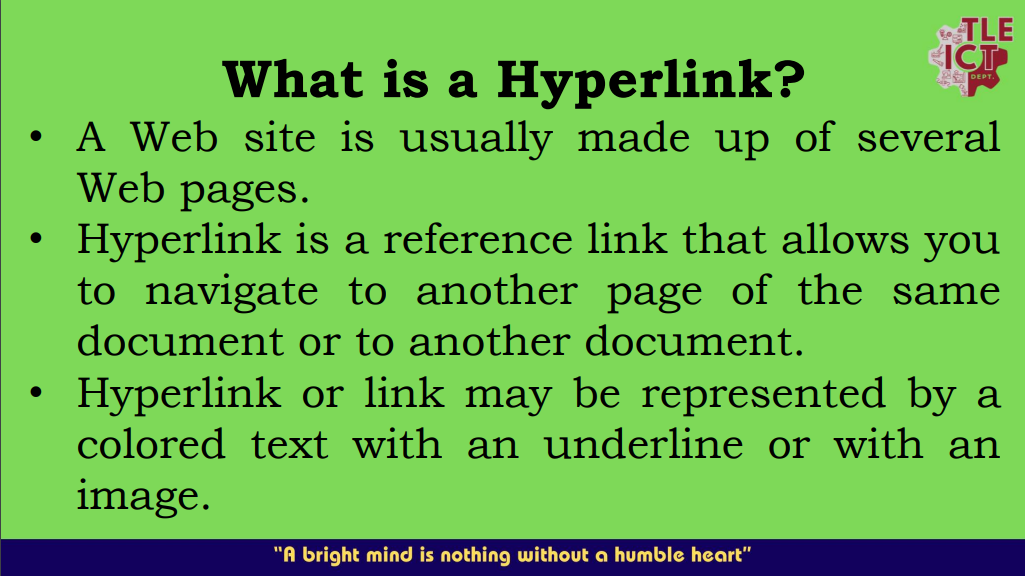 TLE
ICT
DEPT.
What is a Hyperlink?
• A Web site is usually made up of several
Web pages.
• Hyperlink is a reference link that allows you
to navigate to another page of the same
document or to another document.
• Hyperlink or link may be represented by a
colored text with an underline or with an
image.
“A bright mind is nothing without a humble heart”